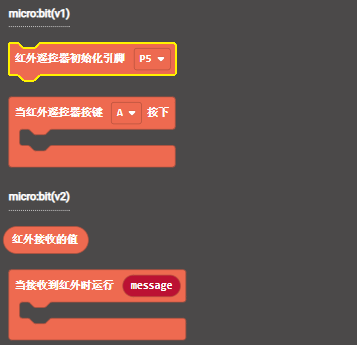 micro:bit(v1)
红外遥控器初始化引脚 P5
当红外遥控器按键 A 按下
micro:bit(v2)
红外接收的值
当接收到红外时运行 message